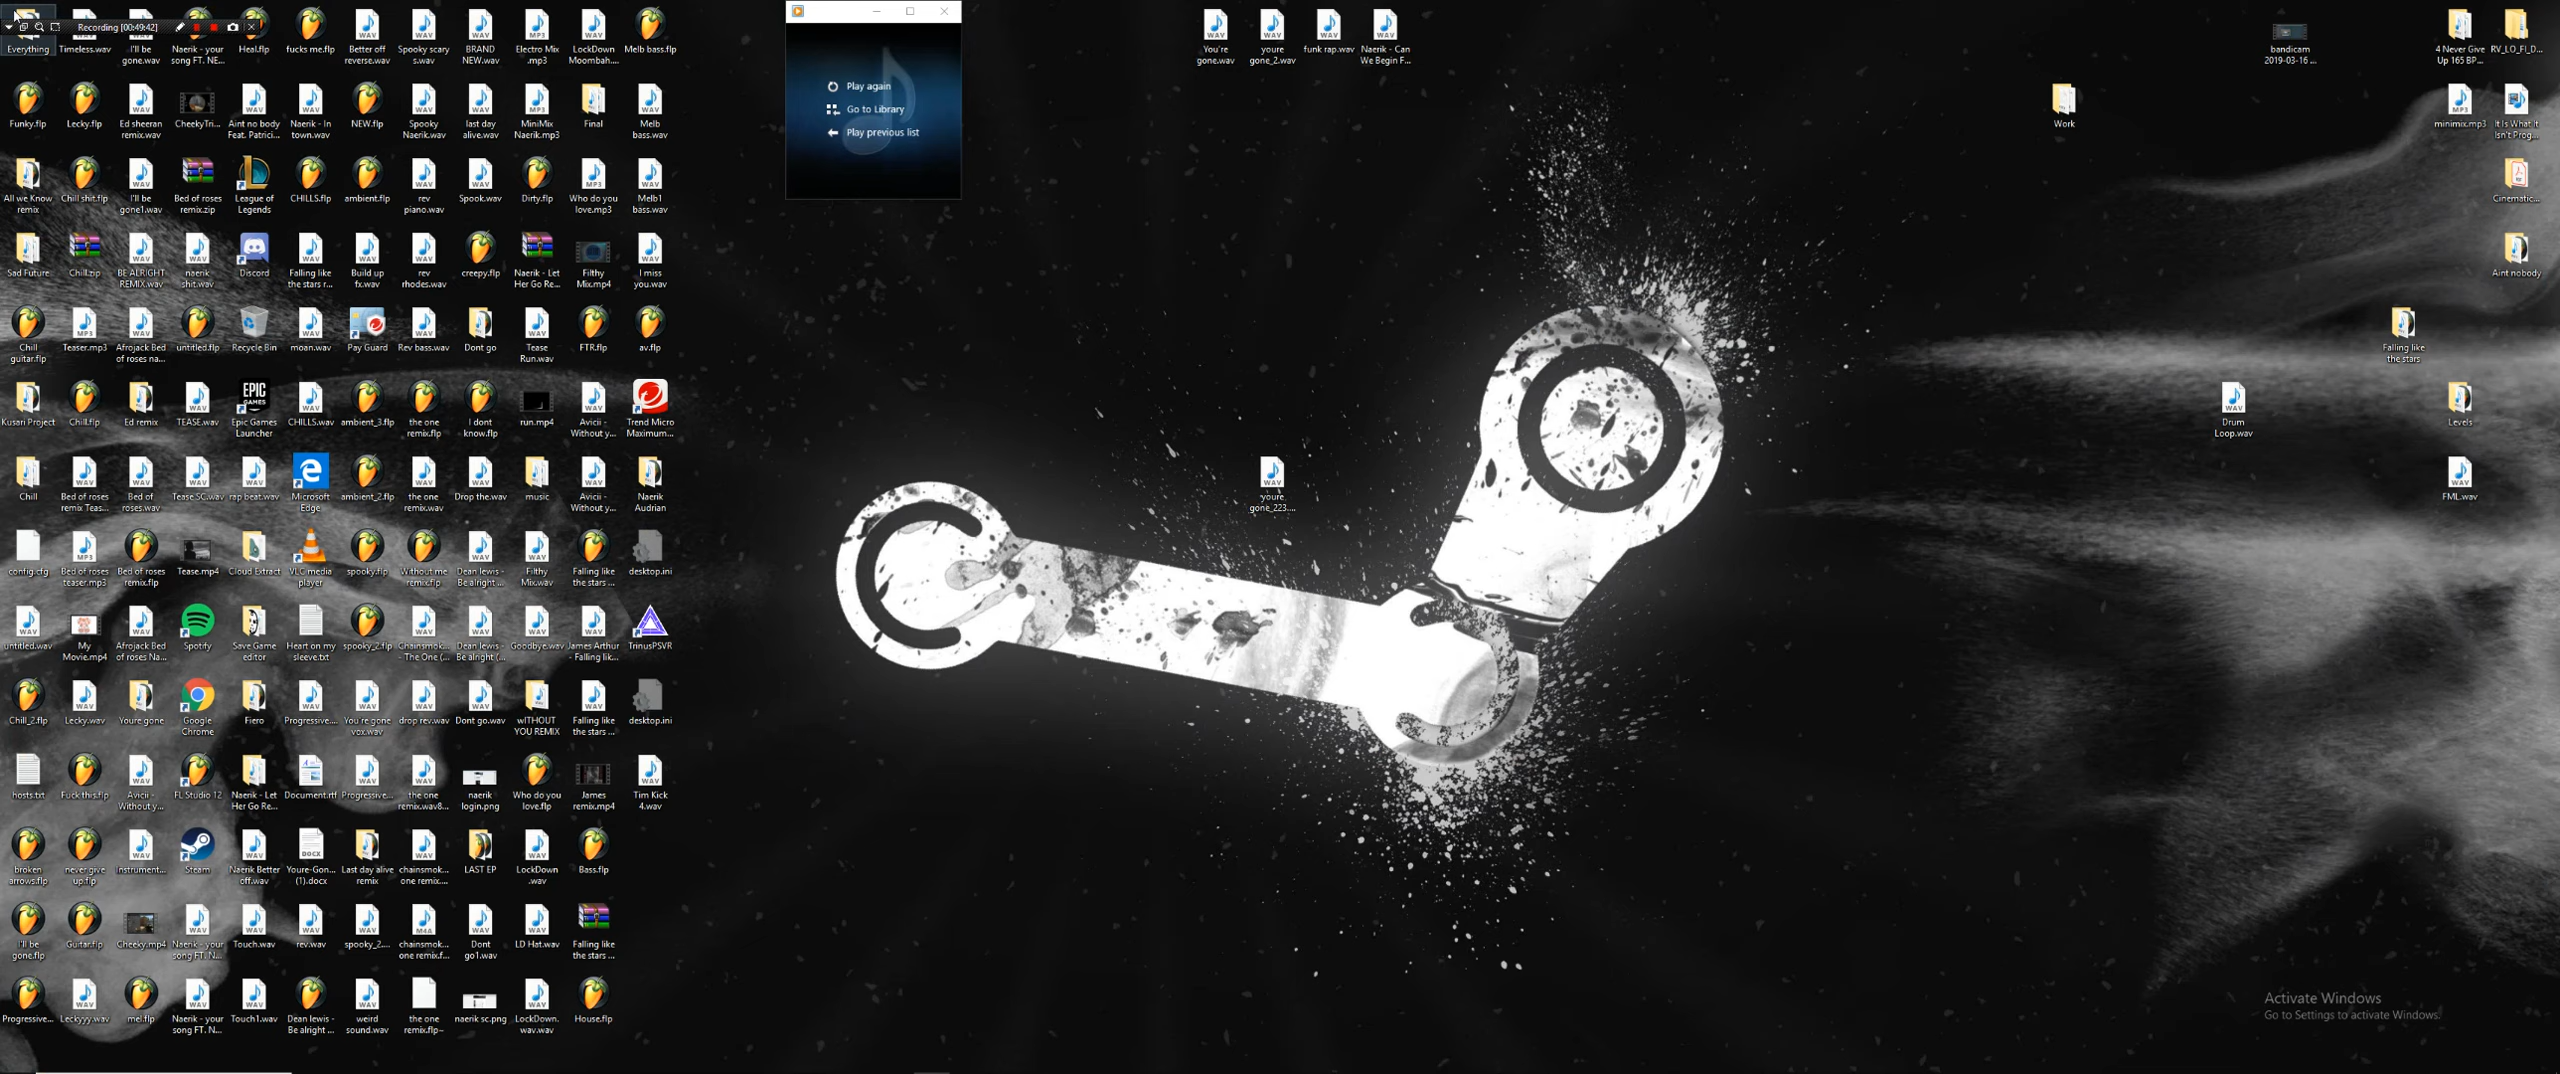 Recording [00:49:42]
Everything
Timeless.wav
I'll be
gone.wav
Naerik - your
song FT. NE...
Heal.flp
fucks me.flp
Better off
reverse.wav
Spooky scary
s.wav
BRAND
NEW.wav
Electro Mix
.mp3
LockDown
Moombah....
Melb bass.flp
Funky.flp
Lecky.flp
Ed sheeran
remix.wav
CheekyTri...
Aint no body
Feat. Patrici...
Naerik - In
town.wav
NEW.flp
Spooky
Naerik.wav
last day
alive.wav
MiniMix
Naerik.mp3
Final
Melb
bass.wav
All we Know
remix
Chill shit.flp
I'll be
gone1.wav
Bed of roses
remix.zip
League of
Legends
CHILLS.flp
ambient.flp
rev
piano.wav
Spook.wav
Dirty.flp
Who do you
love.mp3
Melb1
bass.wav
Sad Future
Chill.zip
BE ALRIGHT
REMIX.wav
naerik
shit.wav
Discord
Falling like
the stars r...
Build up
fx.wav
rev
rhodes.wav
creepy.flp
Naerik - Let
Her Go Re...
Filthy
Mix.mp4
I miss
you.wav
Chill
guitar.flp
Teaser.mp3
Afrojack Bed
of roses na...
untitled.flp
Recycle Bin
moan.wav
Pay Guard
Rev bass.wav
Dont go
Tease
Run.wav
FTR.flp
av.flp
Kusari Project
Chill.flp
Ed remix
TEASE.wav
Epic Games
Launcher
CHILLS.wav
ambient_3.flp
the one
remix.flp
I dont
know.flp
run.mp4
Avicii -
Without y...
Trend Micro
Maximum...
Chill
Bed of roses
remix Teas...
Bed of
roses.wav
Tease SC.wav
rap beat.wav
Microsoft
Edge
ambient_2.flp
the one
remix.wav
Drop the.wav
music
Avicii -
Without y...
Naerik
Audrian
config.cfg
Bed of roses
teaser.mp3
Bed of roses
remix.flp
Tease.mp4
Cloud Extract
VLC media
player
spooky.flp
Without me
remix.flp
Dean lewis -
Be alright.wav
Filthy
Mix.wav
Falling like
the stars ...
desktop.ini
untitled.wav
My
Movie.mp4
Afrojack Bed
of roses Na...
Spotify
Save Game
editor
Heart on my
sleeve.txt
spooky_2.flp
Chainsmok...
- The One (...
Dean lewis -
Be alright (...
Goodbye.wav
James Arthur
- Falling lik...
TrinusPSVR
Chill_2.flp
Lecky.wav
Youre gone
Google
Chrome
Fiero
Progressive....
You're gone
vox.wav
drop rev.wav
Dont go.wav
wITHOUT
YOU REMIX
Falling like
the stars ...
desktop.ini
hosts.txt
Fuck this.flp
Avicii -
Without y...
FL Studio 12
Naerik - Let
Her Go Re...
Document.rtf
Progressive....
the one
remix.wav8...
naerik
login.png
Who do you
love.flp
James
remix.mp4
Tim Kick
4.wav
broken
arrows.flp
never give
up.flp
Instrument...
Steam
Naerik Better
off.wav
Youre-Gon...
(1).docx
Last day alive
remix
chainsmok...
one remix....
LAST EP
LockDown
.wav
Bass.flp
I'll be
gone.flp
Guitar.flp
Cheeky.mp4
Naerik - your
song FT. N...
Touch.wav
rev.wav
spooky_2....
chainsmok...
one remix.f...
Dont
go1.wav
LD Hat.wav
Falling like
the stars ...
Progressive...
Leckyyy.wav
mel.flp
Naerik - your
song FT. N...
Touch1.wav
Dean lewis -
Be alright ...
weird
sound.wav
the one
remix.flp~
naerik sc.png
LockDown.
wav.wav
House.flp
Play again
Go to Library
Play previous list
You're
gone.wav
youre
gone_2.wav
funk rap.wav
Naerik - Can
We Begin F...
youre
gone_223....
bandicam
2019-03-16 ...
4 Never Give
Up 165 BP...
RV_LO_FI_D...
Work
minimix.mp3
It Is What It
Isn't Prog...
Cinematic...
Aint nobody
Falling like
the stars
Drum
Loop.wav
Levels
FML.wav
Activate Windows
Go to Settings to activate Windows.